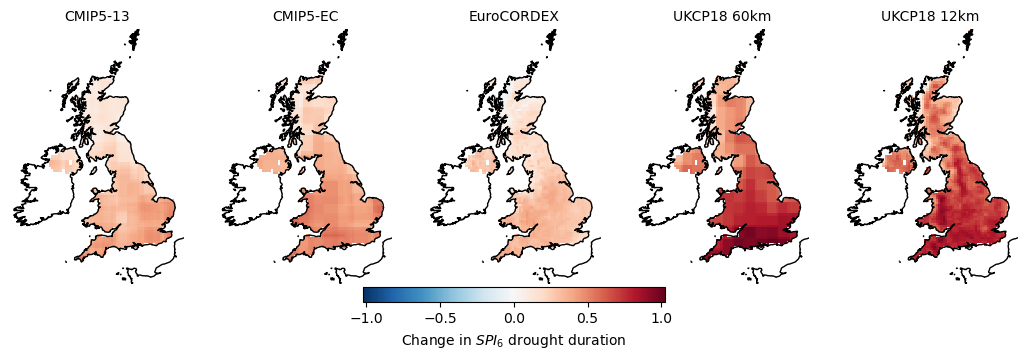 CMIP5-13 CMIP5-EC EuroCORDEX UKCP18 60km UKCP18 12km
−1.0 −0.5 0.0 0.5 1.0
Change in SPI₆ drought duration